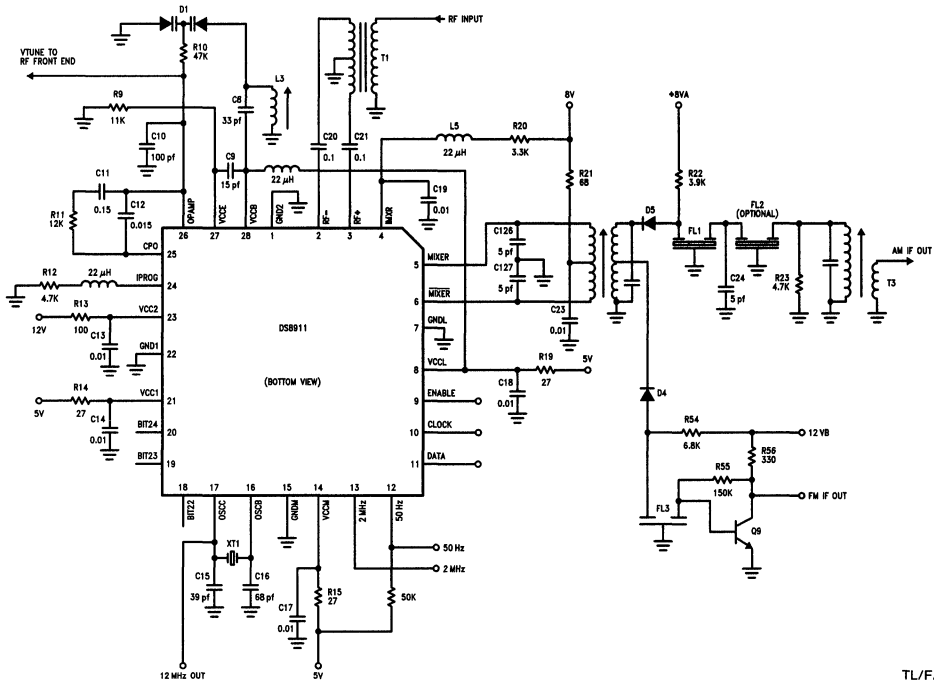 D1
RF INPUT
R10
47K
T1
VTUNE TO
RF FRONT END
L3
R9
11K
C8
33 pf
8V
+8VA
C10
100 pf
C9
15 pf
22 µH
C20
0.1
C21
0.1
L5
22 µH
R20
3.3K
R21
68
R22
3.9K
C11
0.15
C12
0.015
R11
12K
C19
0.01
FL2
(OPTIONAL)
D5
FL1
AM IF OUT
OPAMP
VCCE
VCCB
GND2
RF-
RF+
MXR
26
27
28
1
2
3
4
CPO
25
MIXER
5
C126
5 pf
C127
5 pf
C24
5 pf
R23
4.7K
T3
R12
4.7K
22 µH
IPROG
24
MIXER
6
12V
R13
100
VCC2
23
C13
0.01
GNDL
7
C23
0.01
DS8911
GND1
22
(BOTTOM VIEW)
VCCL
8
R19
27
5V
5V
R14
27
VCC1
21
C14
0.01
C18
0.01
ENABLE
9
D4
BIT24
20
CLOCK
10
R54
6.8K
12 VB
BIT23
19
DATA
11
R56
330
R55
150K
FM IF OUT
18
17
16
15
14
13
12
BIT22
OSCC
OSCB
GNDM
VCCM
2 MHz
50 Hz
FL3
Q9
XT1
50 Hz
2 MHz
C15
39 pf
C16
68 pf
C17
0.01
R15
27
50K
12 MHz OUT
5V
TL/F